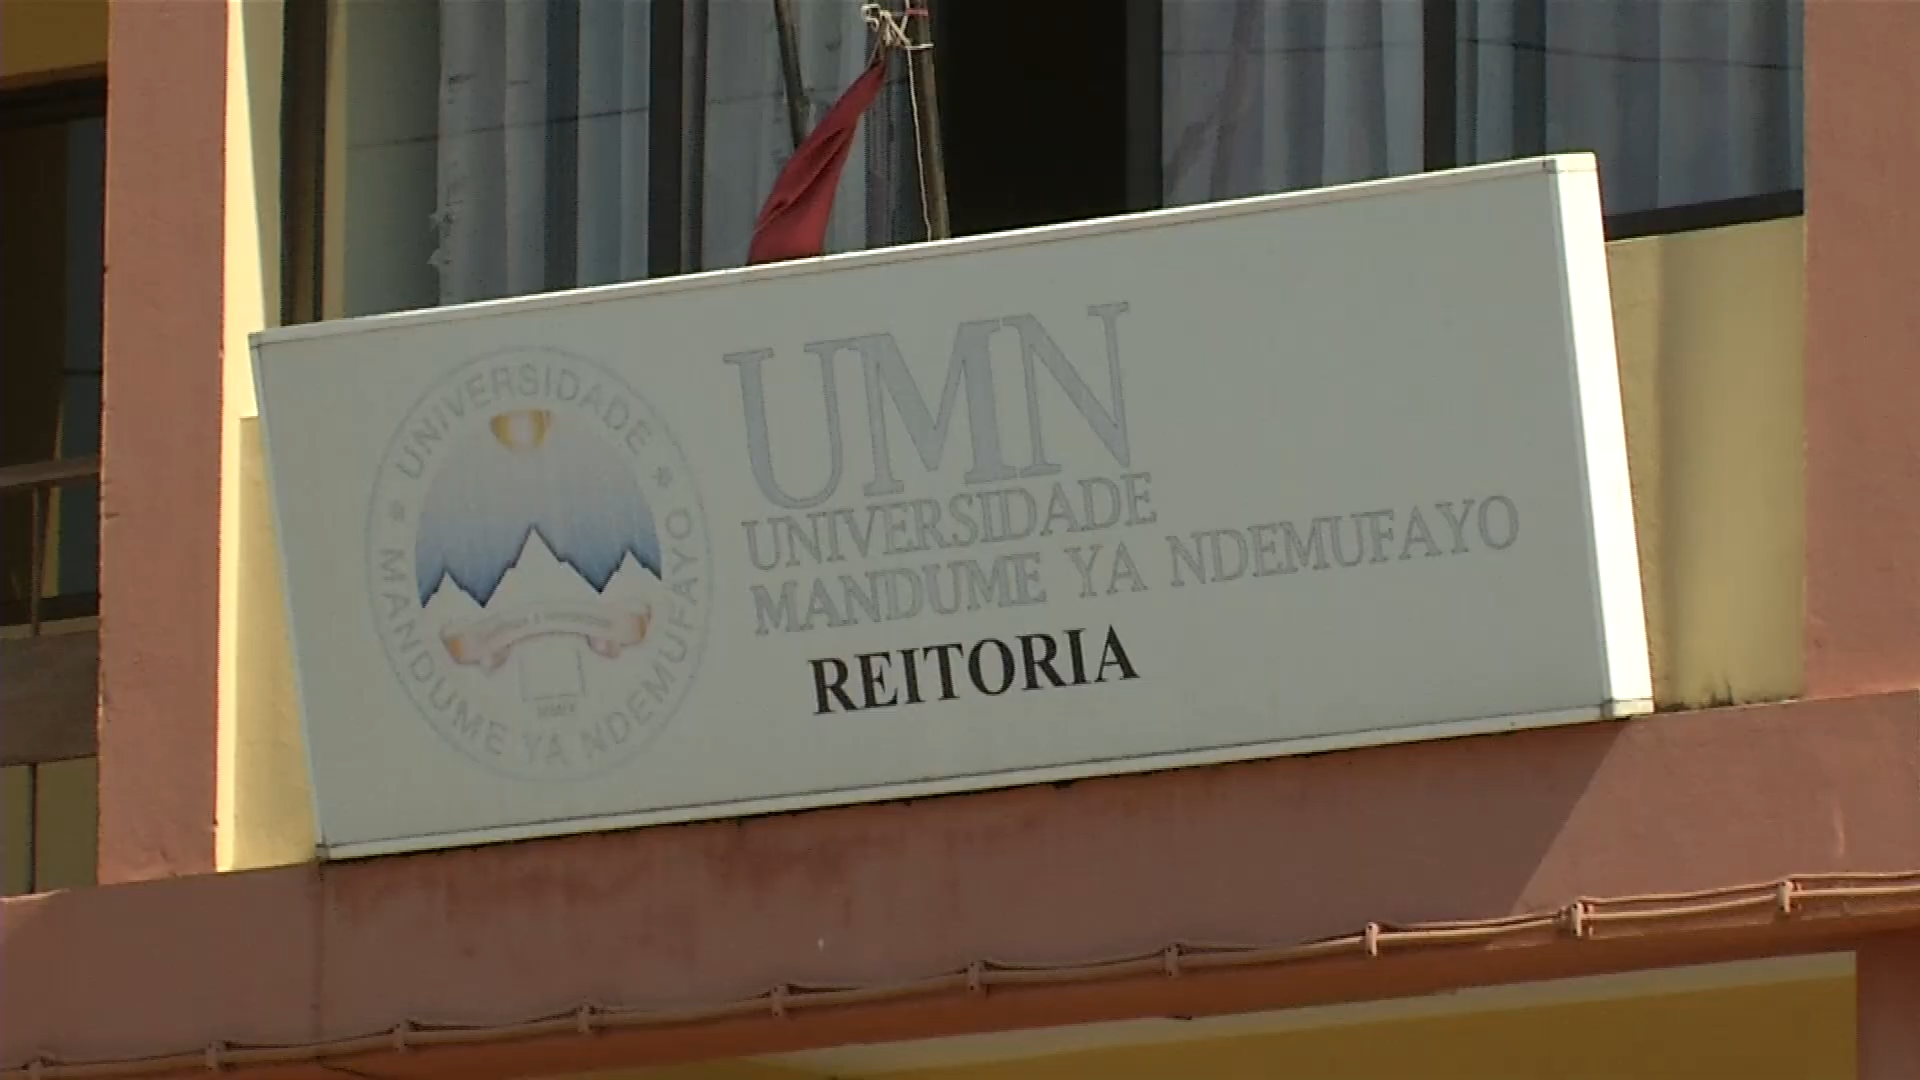 UNIVERSIDADE
MANDUME YA NDEMUFAYO
UMN
UNIVERSIDADE
MANDUME YA NDEMUFAYO
REITORIA